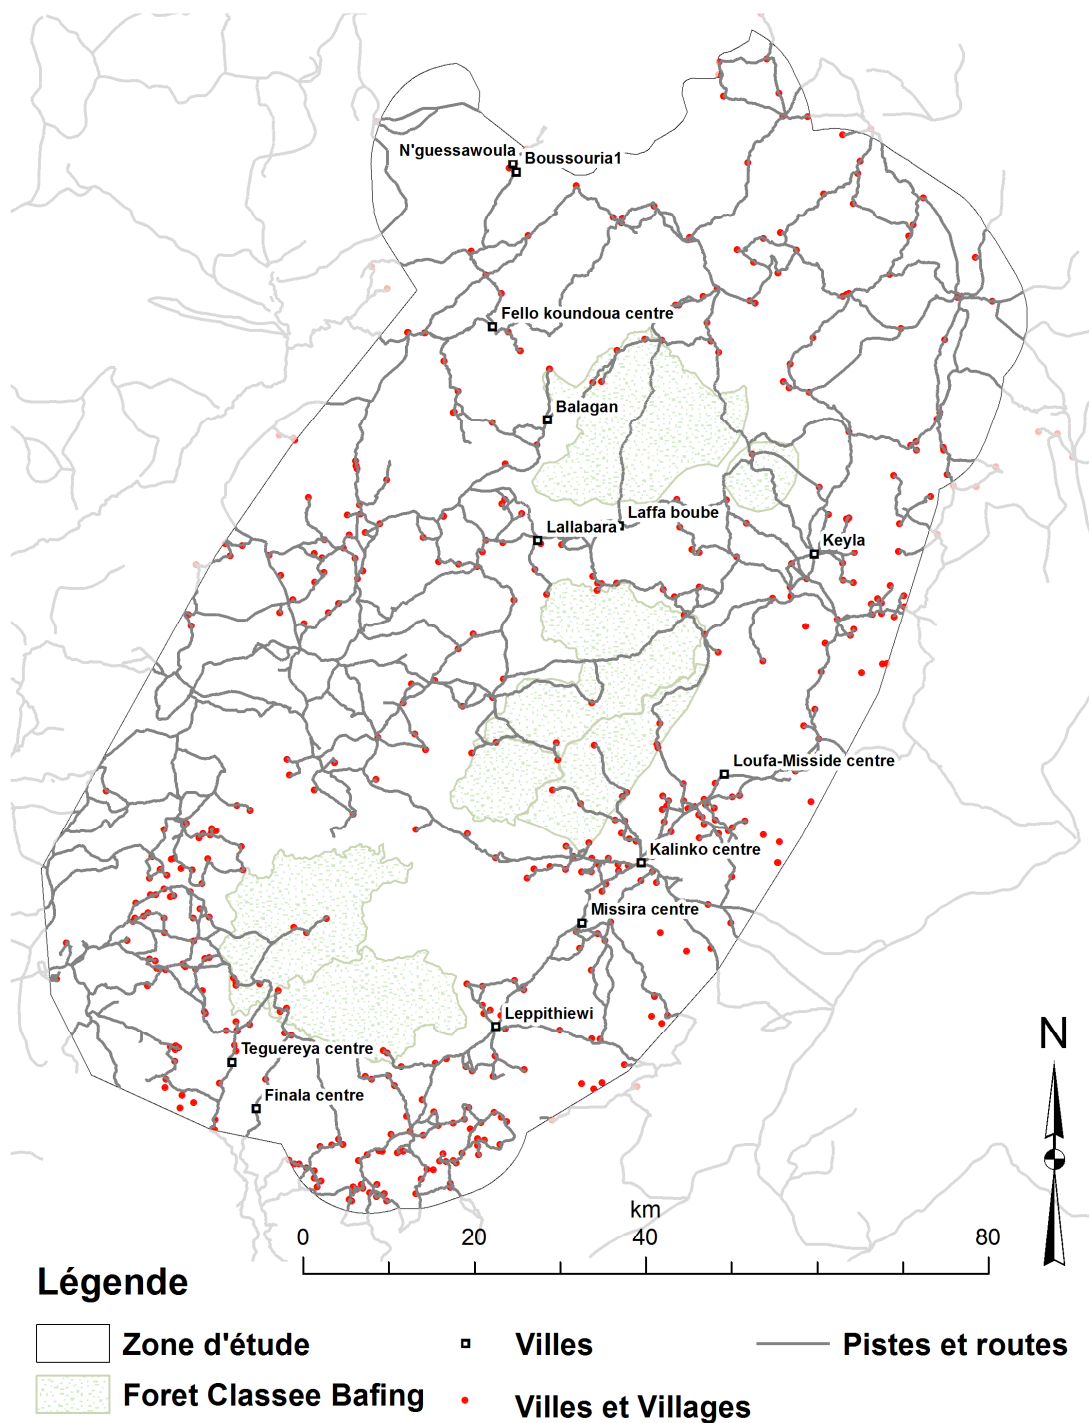 N'guessawoula
Boussouria1
Fello koundoua centre
Balagan
Laffa boube
Lallabara
Keyla
Loufa-Misside centre
Kalinko centre
Missira centre
Leppithiewi
Teguereya centre
Finala centre
N
km
0 20 40 80
Légende
Zone d'étude
Villes
Pistes et routes
Foret Classee Bafing
Villes et Villages